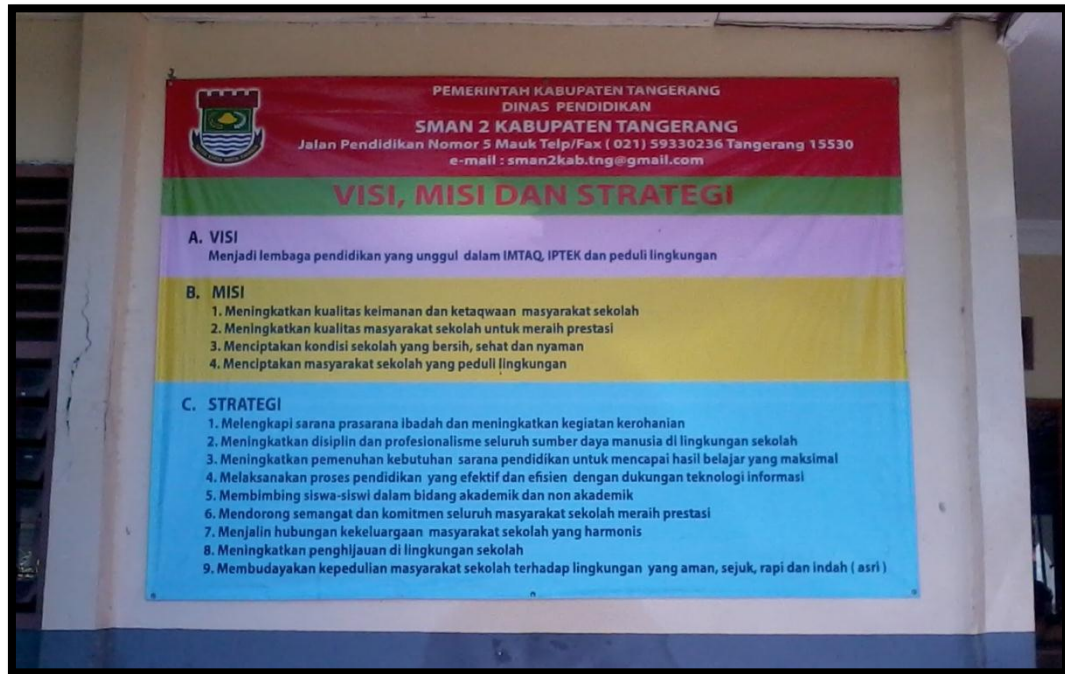 PEMERINTAH KABUPATEN TANGERANG
DINAS PENDIDIKAN
SMAN 2 KABUPATEN TANGERANG
Jalan Pendidikan Nomor 5 Mauk Telp/Fax ( 021) 59330236 Tangerang 15530
e-mail : sman2kab.tng@gmail.com
VISI, MISI DAN STRATEGI
A. VISI
Menjadi lembaga pendidikan yang unggul dalam IMTAQ, IPTEK dan peduli lingkungan
B. MISI
1. Meningkatkan kualitas keimanan dan ketaqwaan masyarakat sekolah
2. Meningkatkan kualitas masyarakat sekolah untuk meraih prestasi
3. Menciptakan kondisi sekolah yang bersih, sehat dan nyaman
4. Menciptakan masyarakat sekolah yang peduli lingkungan
C. STRATEGI
1. Melengkapi sarana prasarana ibadah dan meningkatkan kegiatan kerohanian
2. Meningkatkan disiplin dan profesionalisme seluruh sumber daya manusia di lingkungan sekolah
3. Meningkatkan pemenuhan kebutuhan sarana pendidikan untuk mencapai hasil belajar yang maksimal
4. Melaksanakan proses pendidikan yang efektif dan efisien dengan dukungan teknologi informasi
5. Membimbing siswa-siswi dalam bidang akademik dan non akademik
6. Mendorong semangat dan komitmen seluruh masyarakat sekolah meraih prestasi
7. Menjalin hubungan kekeluargaan masyarakat sekolah yang harmonis
8. Meningkatkan penghijauan di lingkungan sekolah
9. Membudayakan kepedulian masyarakat sekolah terhadap lingkungan yang aman, sejuk, rapi dan indah ( asri )